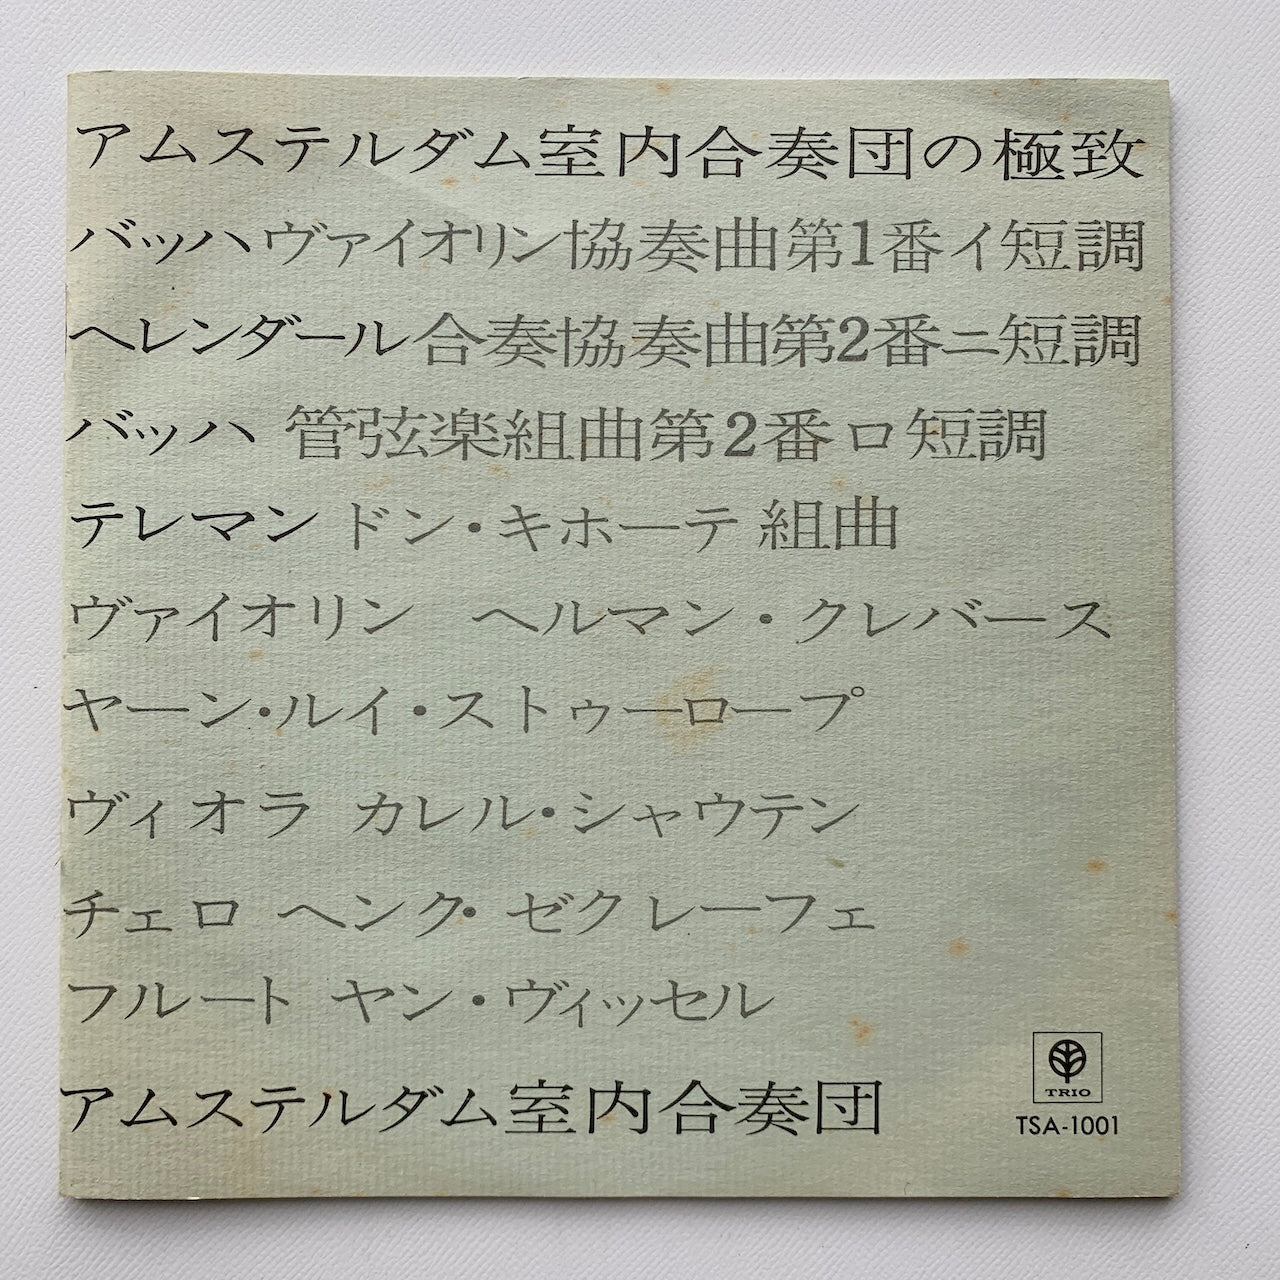 アムステルダム室内合奏団の極致
バッハ ヴァイオリン協奏曲第1番イ短調
ヘレンダール 合奏協奏曲第2番ニ短調
バッハ 管弦楽組曲第2番ロ短調
テレマン ドン・キホーテ 組曲
ヴァイオリン ヘルマン・クレバース
ヤーン・ルイ・ストゥーロープ
ヴィオラ カレル・シャウテン
チェロ ヘンク・ゼクレーフェ
フルート ヤン・ヴィッセル
アムステルダム室内合奏団
TRIO
TSA-1001